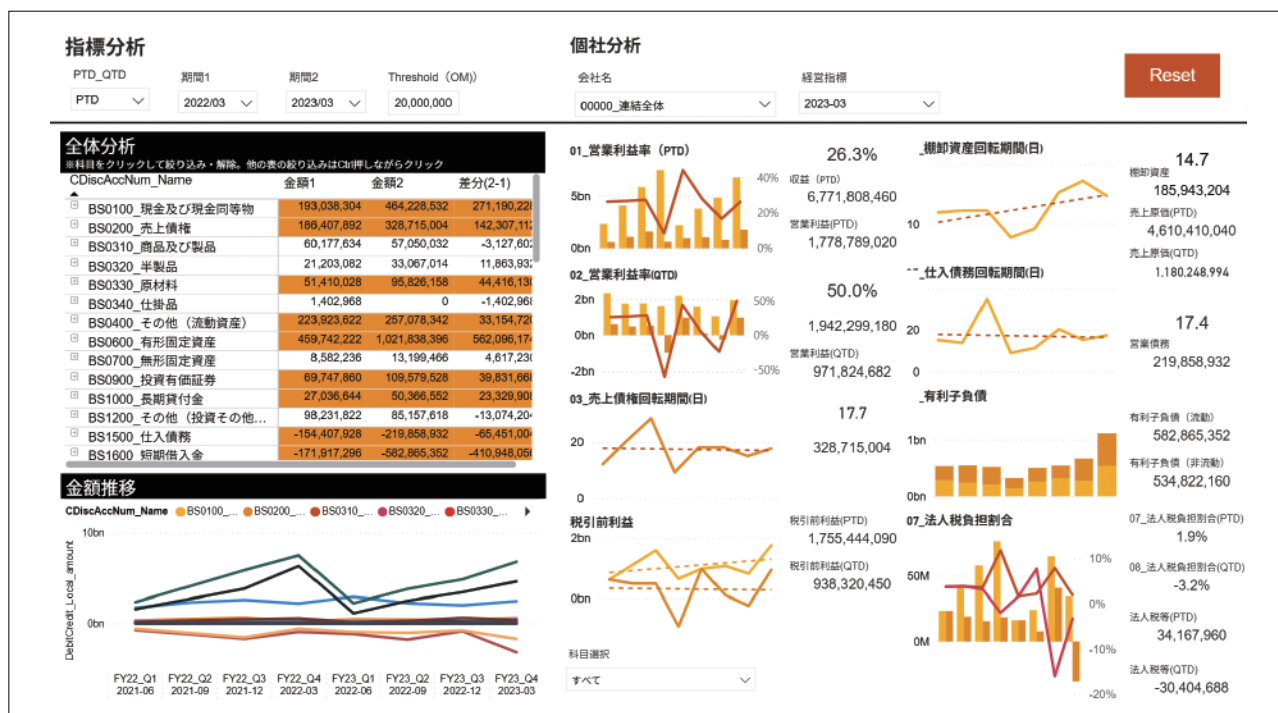 指標分析
PTD_QTD
期間1
期間2
Threshold（OM））
PTD
2022/03
2023/03
20,000,000
個社分析
会社名
経営指標
00000_連結全体
2023-03
Reset
全体分析
※科目をクリックして絞り込み・解除。他の表の絞り込みはCtrl押しながらクリック
CDiscAccNum_Name 金額1 金額2 差分(2-1)
BS0100_現金及び現金同等物 193,038,304 464,228,532 271,190,228
BS0200_売上債権 186,407,892 328,715,004 142,307,112
BS0310_商品及び製品 60,177,634 57,050,032 -3,127,602
BS0320_半製品 21,203,082 33,067,014 11,863,932
BS0330_原材料 51,410,028 95,826,158 44,416,130
BS0340_仕掛品 1,402,968 0 -1,402,968
BS0400_その他（流動資産） 223,923,622 257,078,342 33,154,720
BS0600_有形固定資産 459,742,222 1,021,838,396 562,096,174
BS0700_無形固定資産 8,582,236 13,199,466 4,617,230
BS0900_投資有価証券 69,747,860 109,579,528 39,831,668
BS1000_長期貸付金 27,036,644 50,366,552 23,329,908
BS1200_その他（投資その他... 98,231,822 85,157,618 -13,074,204
BS1500_仕入債務 -154,407,928 -219,858,932 -65,451,004
BS1600_短期借入金 -171,917,296 -582,865,352 -410,948,056
金額推移
CDiscAccNum_Name BS0100_... BS0200_... BS0310_... BS0320_... BS0330_...
DebitCredit_Local_amount
10bn
0bn
FY22_Q1 FY22_Q2 FY22_Q3 FY22_Q4 FY23_Q1 FY23_Q2 FY23_Q3 FY23_Q4
2021-06 2021-09 2021-12 2022-03 2022-06 2022-09 2022-12 2023-03
01_営業利益率（PTD）
5bn
0bn
40%
20%
0%
26.3%
収益（PTD）
6,771,808,460
営業利益(PTD)
1,778,789,020
02_営業利益率(QTD)
2bn
0bn
-2bn
50%
0%
-50%
50.0%
1,942,299,180
営業利益(QTD)
971,824,682
03_売上債権回転期間(日)
20
0
17.7
328,715,004
税引前利益
2bn
0bn
税引前利益(PTD)
1,755,444,090
税引前利益(QTD)
938,320,450
科目選択
すべて
_棚卸資産回転期間(日)
10
14.7
棚卸資産
185,943,204
売上原価(PTD)
4,610,410,040
売上原価(QTD)
1,180,248,994
_仕入債務回転期間(日)
20
0
17.4
営業債務
219,858,932
_有利子負債
1bn
0bn
有利子負債（流動）
582,865,352
有利子負債（非流動）
534,822,160
07_法人税負担割合
50M
0M
10%
0%
-10%
-20%
07_法人税負担割合(PTD)
1.9%
08_法人税負担割合(QTD)
-3.2%
法人税等(PTD)
34,167,960
法人税等(QTD)
-30,404,688